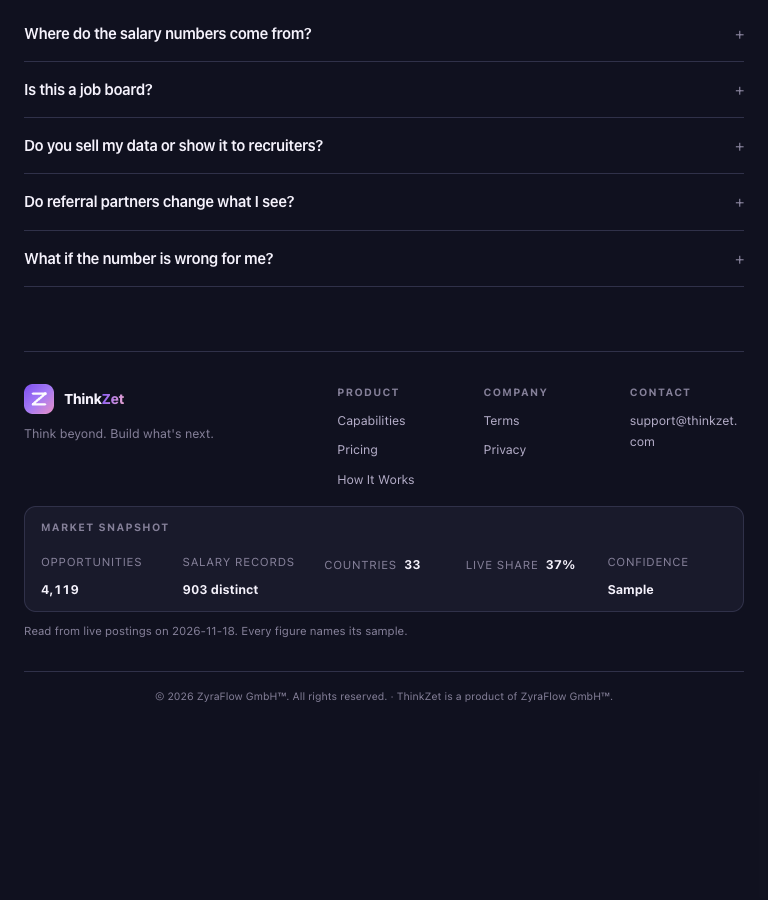 Where do the salary numbers come from?
+
Is this a job board?
+
Do you sell my data or show it to recruiters?
+
Do referral partners change what I see?
+
What if the number is wrong for me?
+
ThinkZet
Think beyond. Build what's next.
PRODUCT
Capabilities
Pricing
How It Works
COMPANY
Terms
Privacy
CONTACT
support@thinkzet.
com
MARKET SNAPSHOT
OPPORTUNITIES
4,119
SALARY RECORDS
903 distinct
COUNTRIES 33
LIVE SHARE 37%
CONFIDENCE
Sample
Read from live postings on 2026-11-18. Every figure names its sample.
© 2026 ZyraFlow GmbH™. All rights reserved. · ThinkZet is a product of ZyraFlow GmbH™.